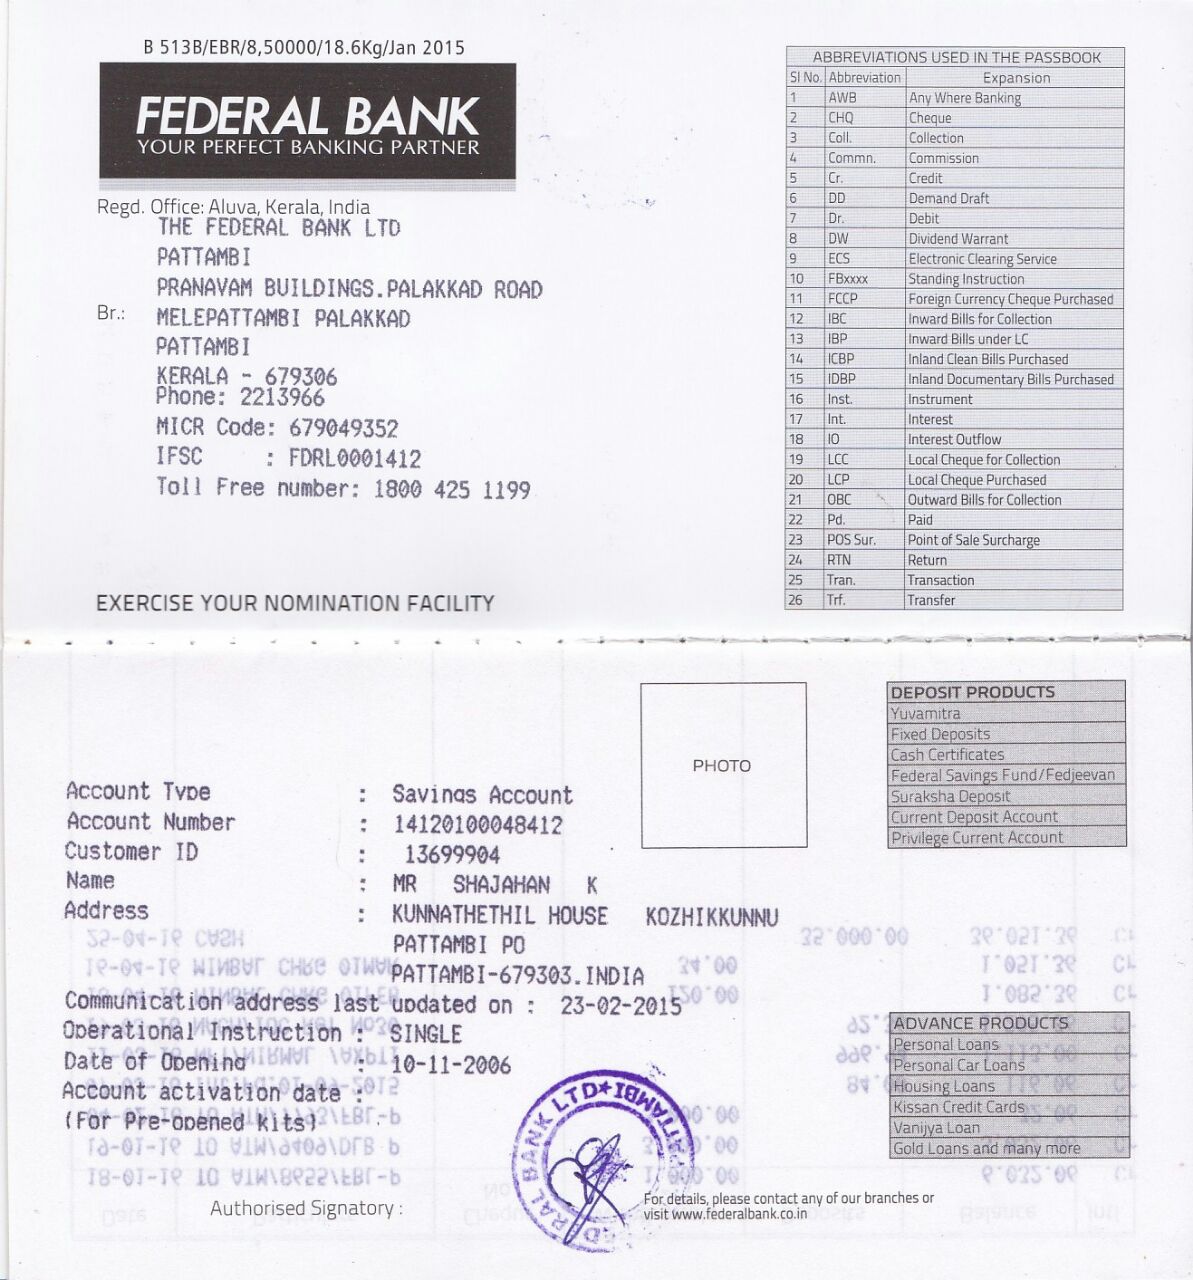 B 513B/EBR/8,50000/18.6Kg/Jan 2015
FEDERAL BANK
YOUR PERFECT BANKING PARTNER
Regd. Office: Aluva, Kerala, India
THE FEDERAL BANK LTD
PATTAMBI
PRANAVAM BUILDINGS.PALAKKAD ROAD
Br.: MELEPATTAMBI PALAKKAD
PATTAMBI
KERALA - 679306
Phone: 2213966
MICR Code: 679049352
IFSC : FDRL0001412
Toll Free number: 1800 425 1199
EXERCISE YOUR NOMINATION FACILITY
ABBREVIATIONS USED IN THE PASSBOOK
Sl No. Abbreviation Expansion
1 AWB Any Where Banking
2 CHQ Cheque
3 Coll. Collection
4 Commn. Commission
5 Cr. Credit
6 DD Demand Draft
7 Dr. Debit
8 DW Dividend Warrant
9 ECS Electronic Clearing Service
10 FBxxxx Standing Instruction
11 FCCP Foreign Currency Cheque Purchased
12 IBC Inward Bills for Collection
13 IBP Inward Bills under LC
14 ICBP Inland Clean Bills Purchased
15 IDBP Inland Documentary Bills Purchased
16 Inst. Instrument
17 Int. Interest
18 IO Interest Outflow
19 LCC Local Cheque for Collection
20 LCP Local Cheque Purchased
21 OBC Outward Bills for Collection
22 Pd. Paid
23 POS Sur. Point of Sale Surcharge
24 RTN Return
25 Tran. Transaction
26 Trf. Transfer
PHOTO
DEPOSIT PRODUCTS
Yuvamitra
Fixed Deposits
Cash Certificates
Federal Savings Fund/Fedjeevan
Suraksha Deposit
Current Deposit Account
Privilege Current Account
Account Type : Savings Account
Account Number : 14120100048412
Customer ID : 13699904
Name : MR SHAJAHAN K
Address : KUNNATHETHIL HOUSE KOZHIKKUNNU
PATTAMBI PO
PATTAMBI-679303.INDIA
Communication address last updated on : 23-02-2015
Operational Instruction : SINGLE
Date of Opening : 10-11-2006
Account activation date :
(For Pre-opened kits)
Authorised Signatory :
ADVANCE PRODUCTS
Personal Loans
Personal Car Loans
Housing Loans
Kissan Credit Cards
Vanijya Loan
Gold Loans and many more
For details, please contact any of our branches or
visit www.federalbank.co.in
BANK LTD★PATTAMBI